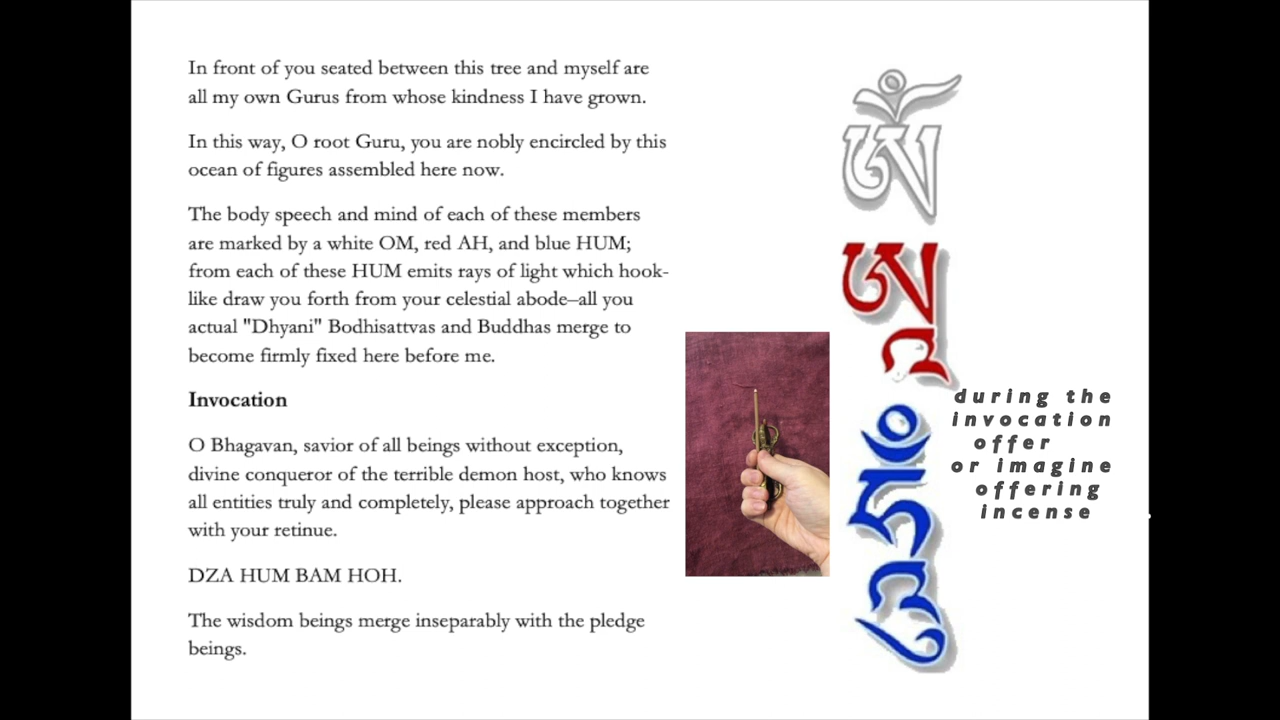 In front of you seated between this tree and myself are
all my own Gurus from whose kindness I have grown.
In this way, O root Guru, you are nobly encircled by this
ocean of figures assembled here now.
The body speech and mind of each of these members
are marked by a white OM, red AH, and blue HUM;
from each of these HUM emits rays of light which hook-
like draw you forth from your celestial abode–all you
actual "Dhyani" Bodhisattvas and Buddhas merge to
become firmly fixed here before me.
Invocation
O Bhagavan, savior of all beings without exception,
divine conqueror of the terrible demon host, who knows
all entities truly and completely, please approach together
with your retinue.
DZA HUM BAM HOH.
The wisdom beings merge inseparably with the pledge
beings.
ༀ
ཨཱ
ཧཱུྃ
during the
invocation
offer
or imagine
offering
incense